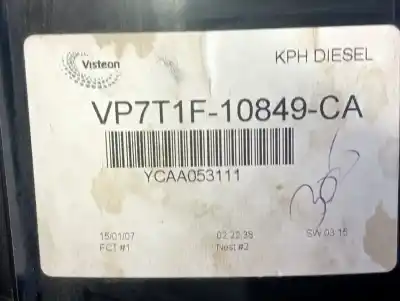 Visteon
KPH DIESEL
VP7T1F-10849-CA
YCAA053111
15/01/07 02:22:38 SW 03.15
FCT #1 Nest #2